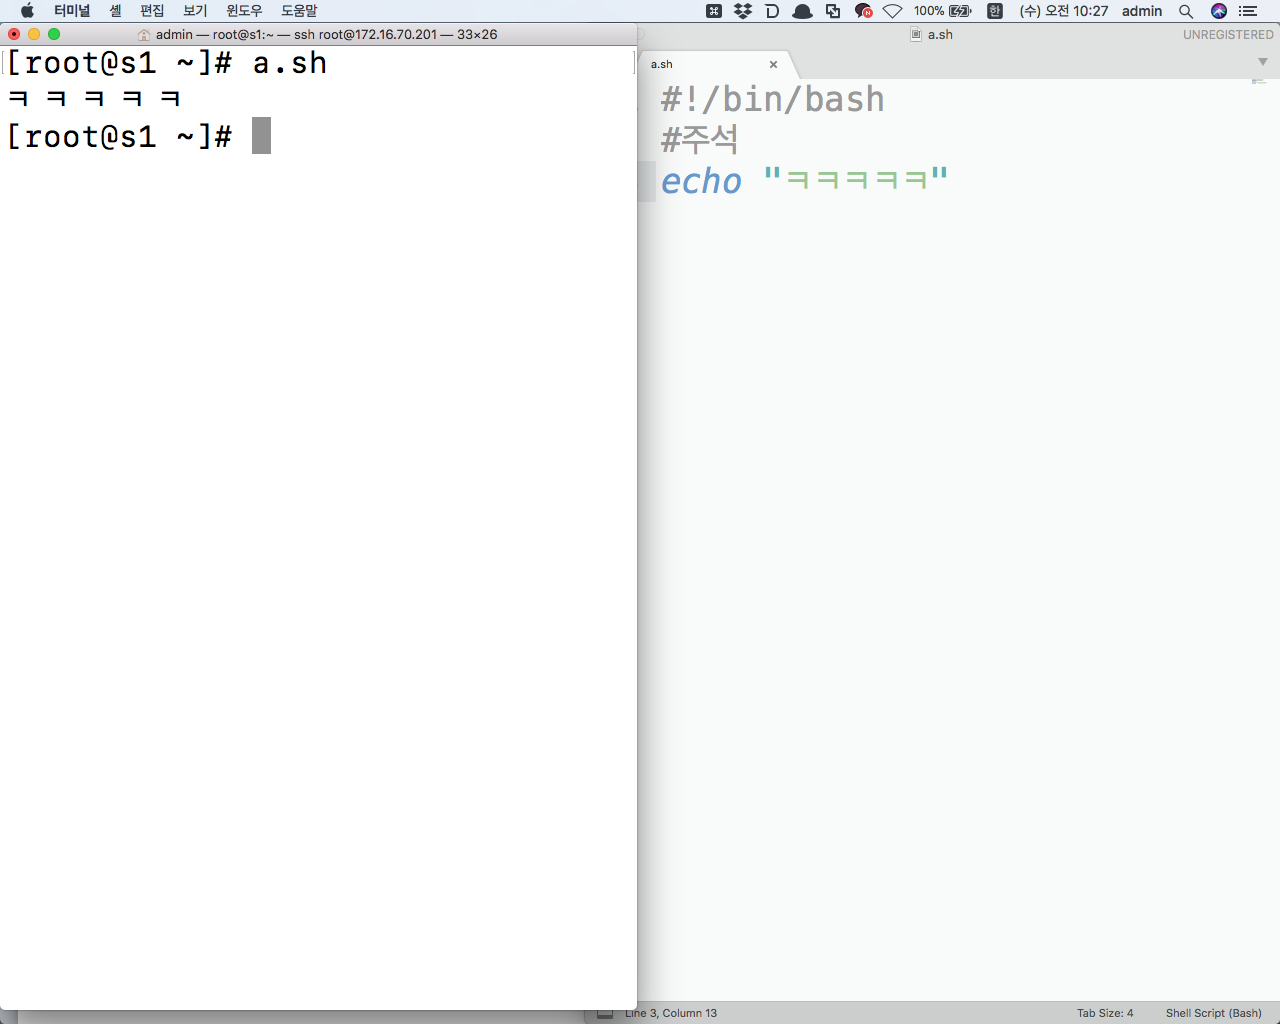 터미널 셸 편집 보기 윈도우 도움말 100% 한 (수) 오전 10:27 admin
admin — root@s1:~ — ssh root@172.16.70.201 — 33×26
[root@s1 ~]# a.sh
ㅋㅋㅋㅋㅋ
[root@s1 ~]#
a.sh
UNREGISTERED
a.sh
#!/bin/bash
#주석
echo "ㅋㅋㅋㅋㅋ"
Line 3, Column 13
Tab Size: 4
Shell Script (Bash)